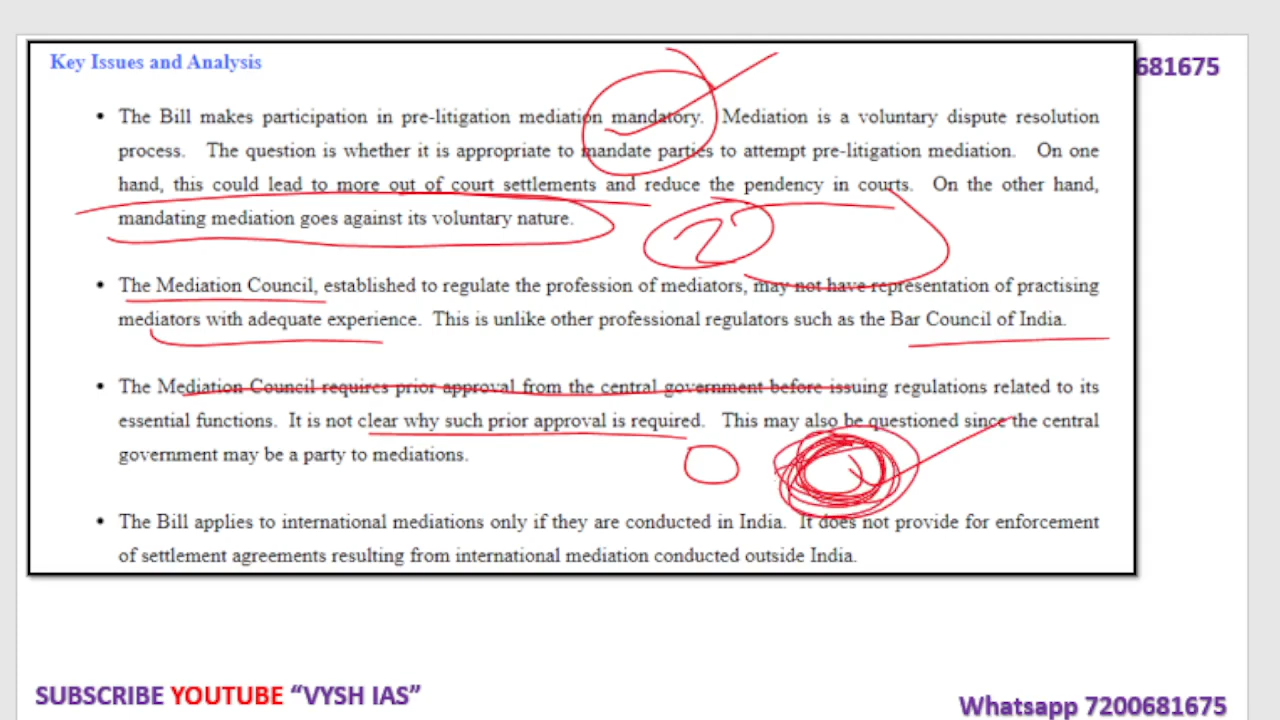 Key Issues and Analysis
681675
• The Bill makes participation in pre-litigation mediation mandatory. Mediation is a voluntary dispute resolution
process. The question is whether it is appropriate to mandate parties to attempt pre-litigation mediation. On one
hand, this could lead to more out of court settlements and reduce the pendency in courts. On the other hand,
mandating mediation goes against its voluntary nature.
2
• The Mediation Council, established to regulate the profession of mediators, may not have representation of practising
mediators with adequate experience. This is unlike other professional regulators such as the Bar Council of India.
• The Mediation Council requires prior approval from the central government before issuing regulations related to its
essential functions. It is not clear why such prior approval is required. This may also be questioned since the central
government may be a party to mediations.
• The Bill applies to international mediations only if they are conducted in India. It does not provide for enforcement
of settlement agreements resulting from international mediation conducted outside India.
SUBSCRIBE YOUTUBE “VYSH IAS”
Whatsapp 7200681675